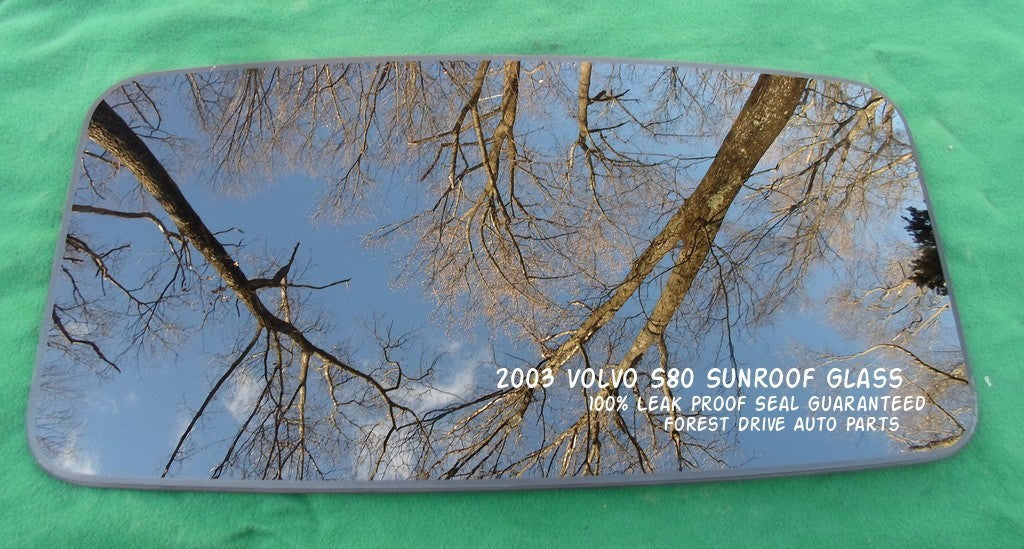 2003 VOLVO S80 SUNROOF GLASS
100% LEAK PROOF SEAL GUARANTEED
FOREST DRIVE AUTO PARTS